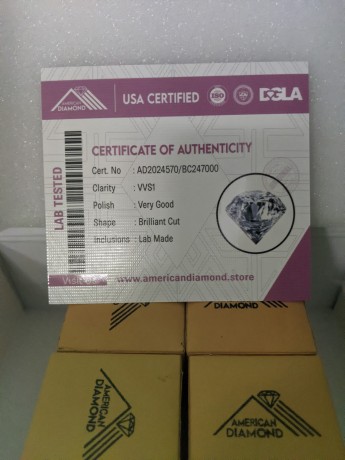 AMERICAN
DIAMOND
USA CERTIFIED
ISO
DGLA
LAB TESTED
CERTIFICATE OF AUTHENTICITY
Cert. No : AD2024570/BC247000
Clarity : VVS1
Polish : Very Good
Shape : Brilliant Cut
Inclusions : Lab Made
www.americandiamond.store
AMERICAN
DIAMOND
AMERICAN
DIAMOND